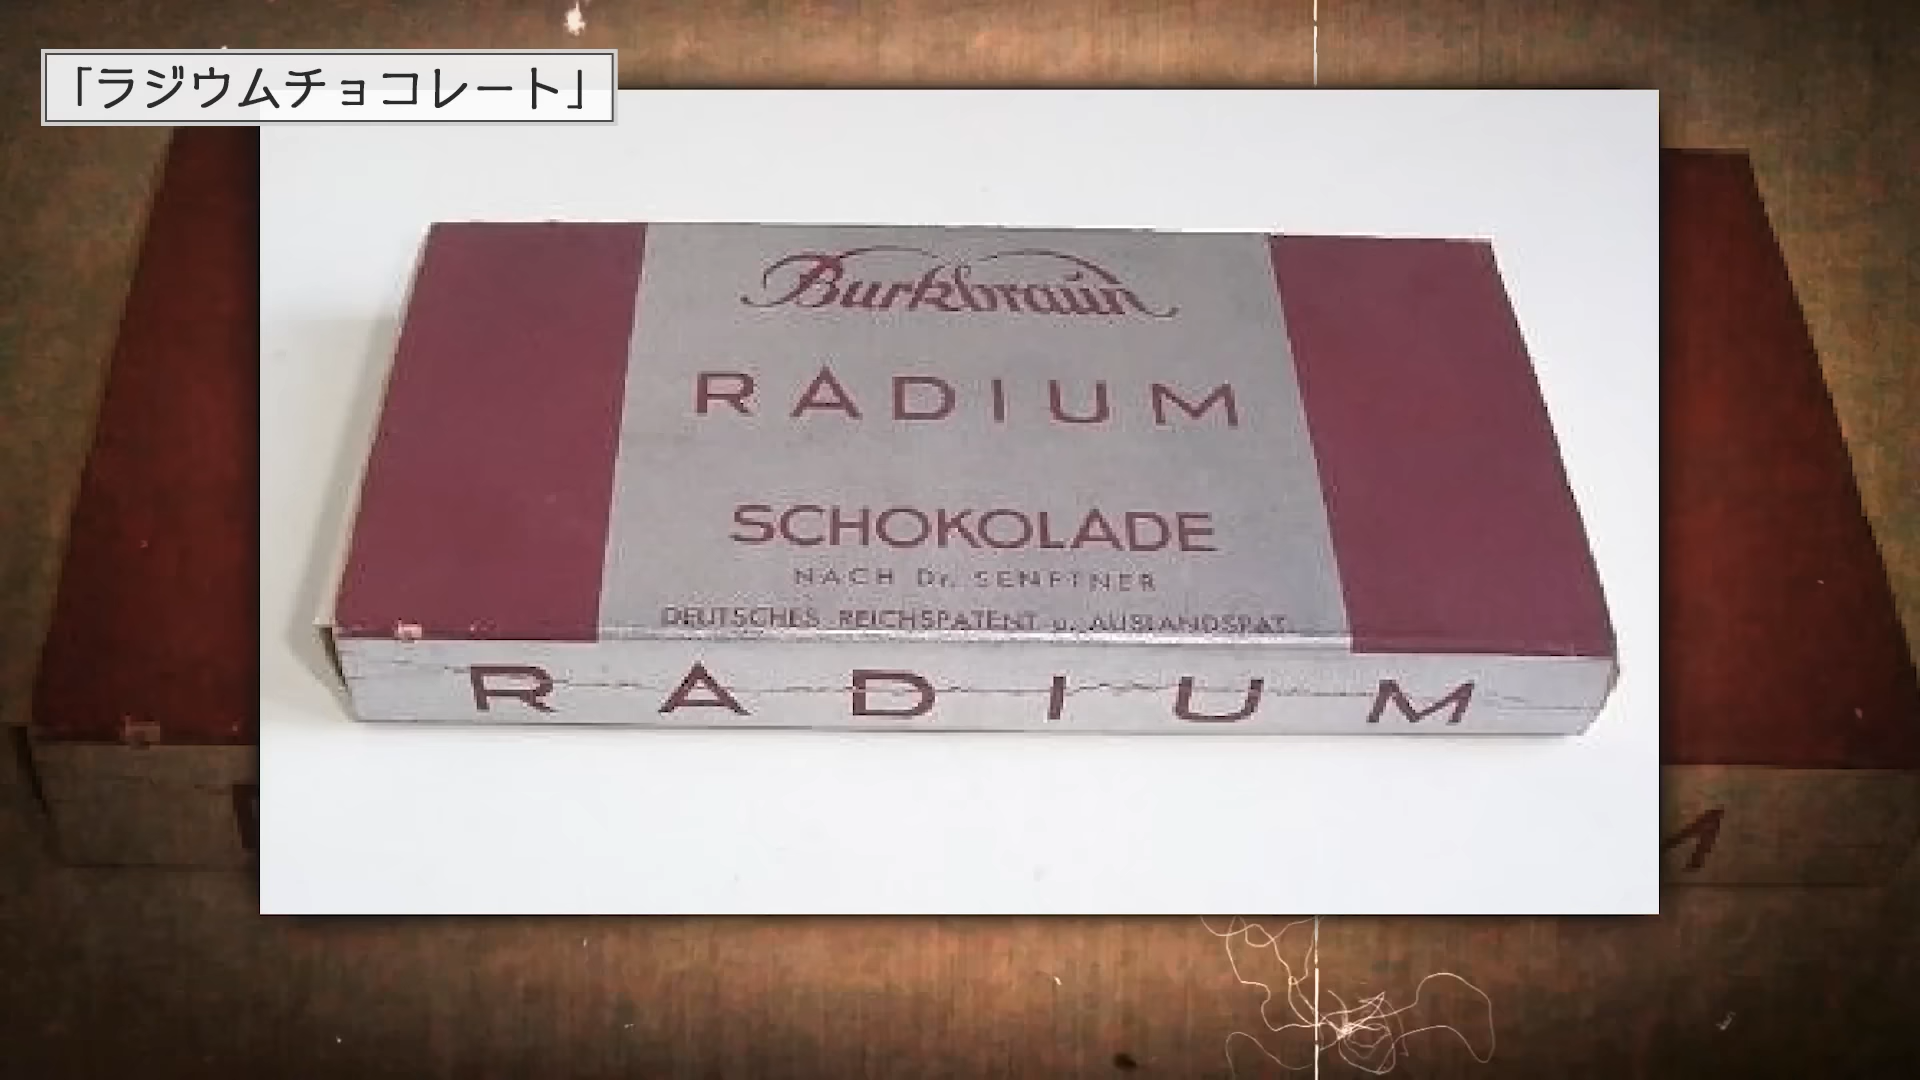 「ラジウムチョコレート」
Burkbraun
RADIUM
SCHOKOLADE
NACH Dr. SENFTNER
DEUTSCHES REICHSPATENT u. AUSLANDSPAT.
RADIUM